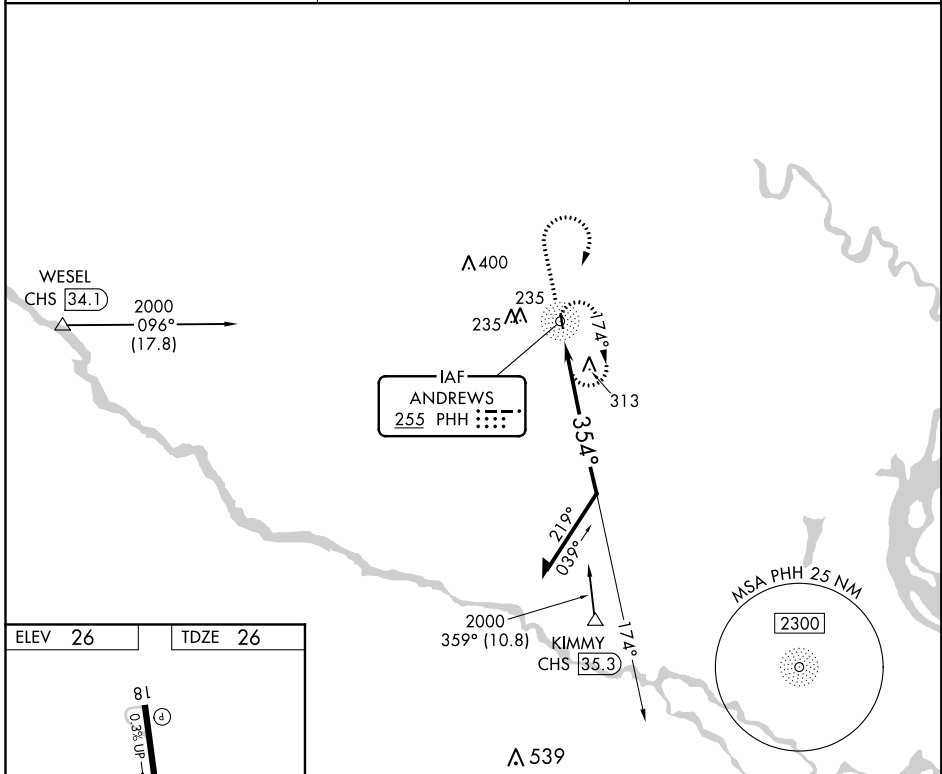 400
WESEL
CHS 34.1
2000
096°
(17.8)
235
235
174°
IAF
ANDREWS
255 PHH
313
354°
219°
039°
MSA PHH 25 NM
2300
2000
359° (10.8)
KIMMY
CHS 35.3
174°
ELEV 26
TDZE 26
18
P
0.3% UP
539